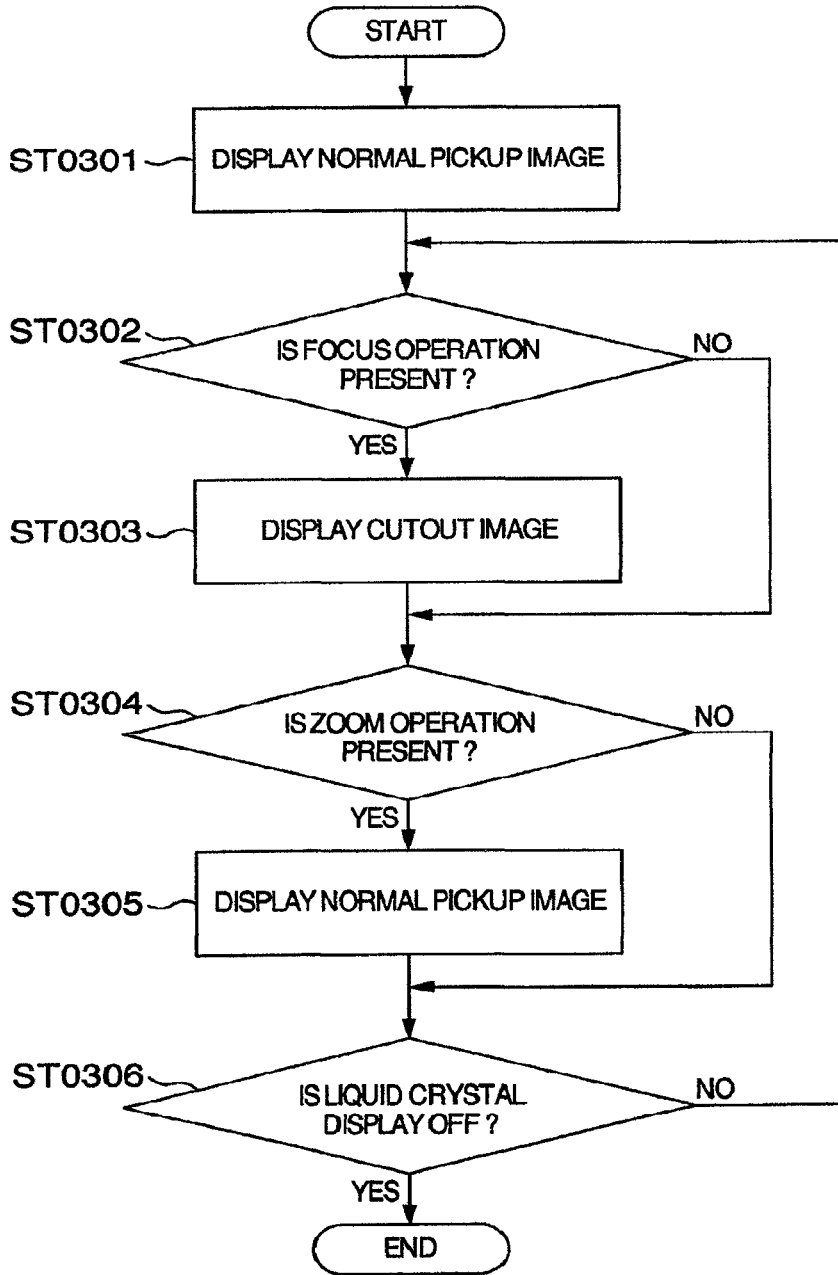 START
ST0301
DISPLAY NORMAL PICKUP IMAGE
ST0302
IS FOCUS OPERATION
PRESENT ?
NO
YES
ST0303
DISPLAY CUTOUT IMAGE
ST0304
IS ZOOM OPERATION
PRESENT ?
NO
YES
ST0305
DISPLAY NORMAL PICKUP IMAGE
ST0306
IS LIQUID CRYSTAL
DISPLAY OFF ?
NO
YES
END